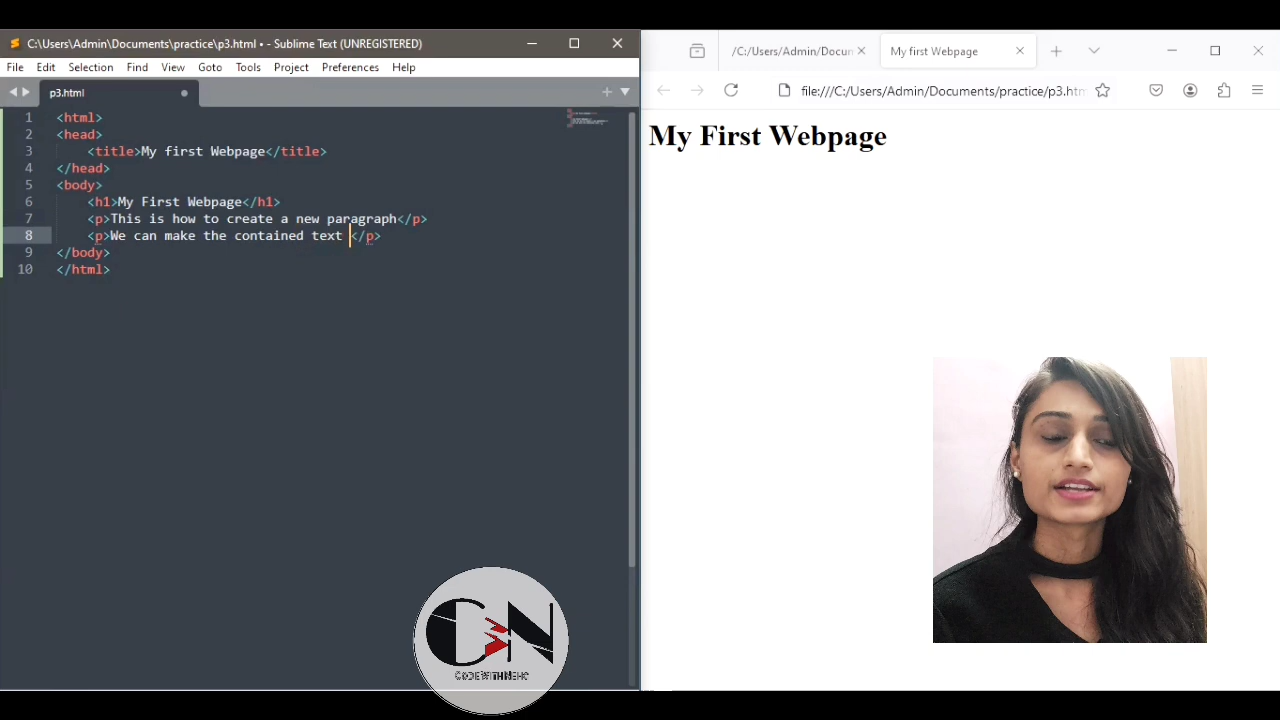 C:\Users\Admin\Documents\practice\p3.html • - Sublime Text (UNREGISTERED)
File Edit Selection Find View Goto Tools Project Preferences Help
p3.html
1 <html>
2 <head>
3 <title>My first Webpage</title>
4 </head>
5 <body>
6 <h1>My First Webpage</h1>
7 <p>This is how to create a new paragraph</p>
8 <p>We can make the contained text </p>
9 </body>
10 </html>
/C:/Users/Admin/Docun
My first Webpage
file:///C:/Users/Admin/Documents/practice/p3.htm
My First Webpage
CN